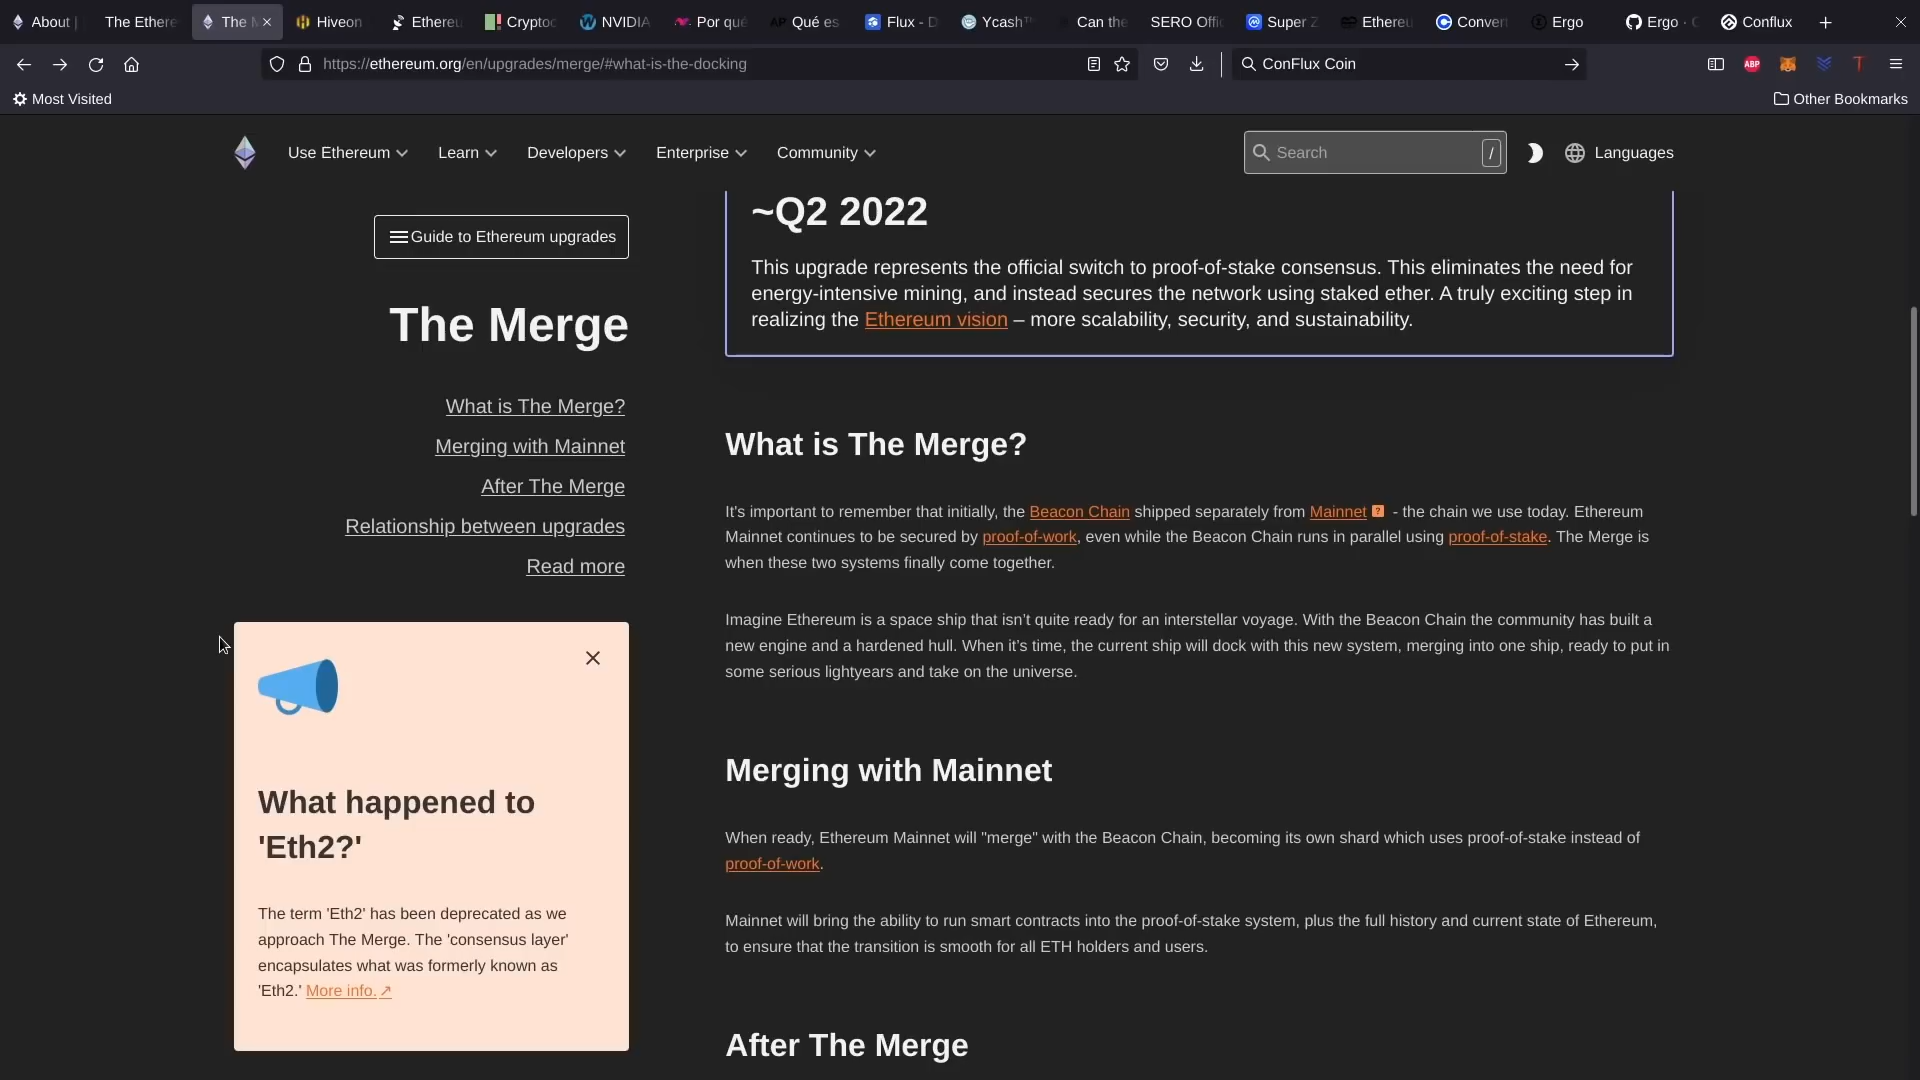 About |
The Ethere
The M
Hiveon
Ethereu
Cryptoc
NVIDIA
Por qué
AP Qué es
Flux - D
Ycash™
Can the
SERO Offic
Super Z
Ethereu
Convert
Ergo
Ergo · C
Conflux
https://ethereum.org/en/upgrades/merge/#what-is-the-docking
ConFlux Coin
ABP
Most Visited
Other Bookmarks
Use Ethereum
Learn
Developers
Enterprise
Community
Search
/
Languages
Guide to Ethereum upgrades
The Merge
What is The Merge?
Merging with Mainnet
After The Merge
Relationship between upgrades
Read more
What happened to
'Eth2?'
The term 'Eth2' has been deprecated as we
approach The Merge. The 'consensus layer'
encapsulates what was formerly known as
'Eth2.' More info. ↗
~Q2 2022
This upgrade represents the official switch to proof-of-stake consensus. This eliminates the need for
energy-intensive mining, and instead secures the network using staked ether. A truly exciting step in
realizing the Ethereum vision – more scalability, security, and sustainability.
What is The Merge?
It's important to remember that initially, the Beacon Chain shipped separately from Mainnet ? - the chain we use today. Ethereum
Mainnet continues to be secured by proof-of-work, even while the Beacon Chain runs in parallel using proof-of-stake. The Merge is
when these two systems finally come together.
Imagine Ethereum is a space ship that isn’t quite ready for an interstellar voyage. With the Beacon Chain the community has built a
new engine and a hardened hull. When it’s time, the current ship will dock with this new system, merging into one ship, ready to put in
some serious lightyears and take on the universe.
Merging with Mainnet
When ready, Ethereum Mainnet will "merge" with the Beacon Chain, becoming its own shard which uses proof-of-stake instead of
proof-of-work.
Mainnet will bring the ability to run smart contracts into the proof-of-stake system, plus the full history and current state of Ethereum,
to ensure that the transition is smooth for all ETH holders and users.
After The Merge